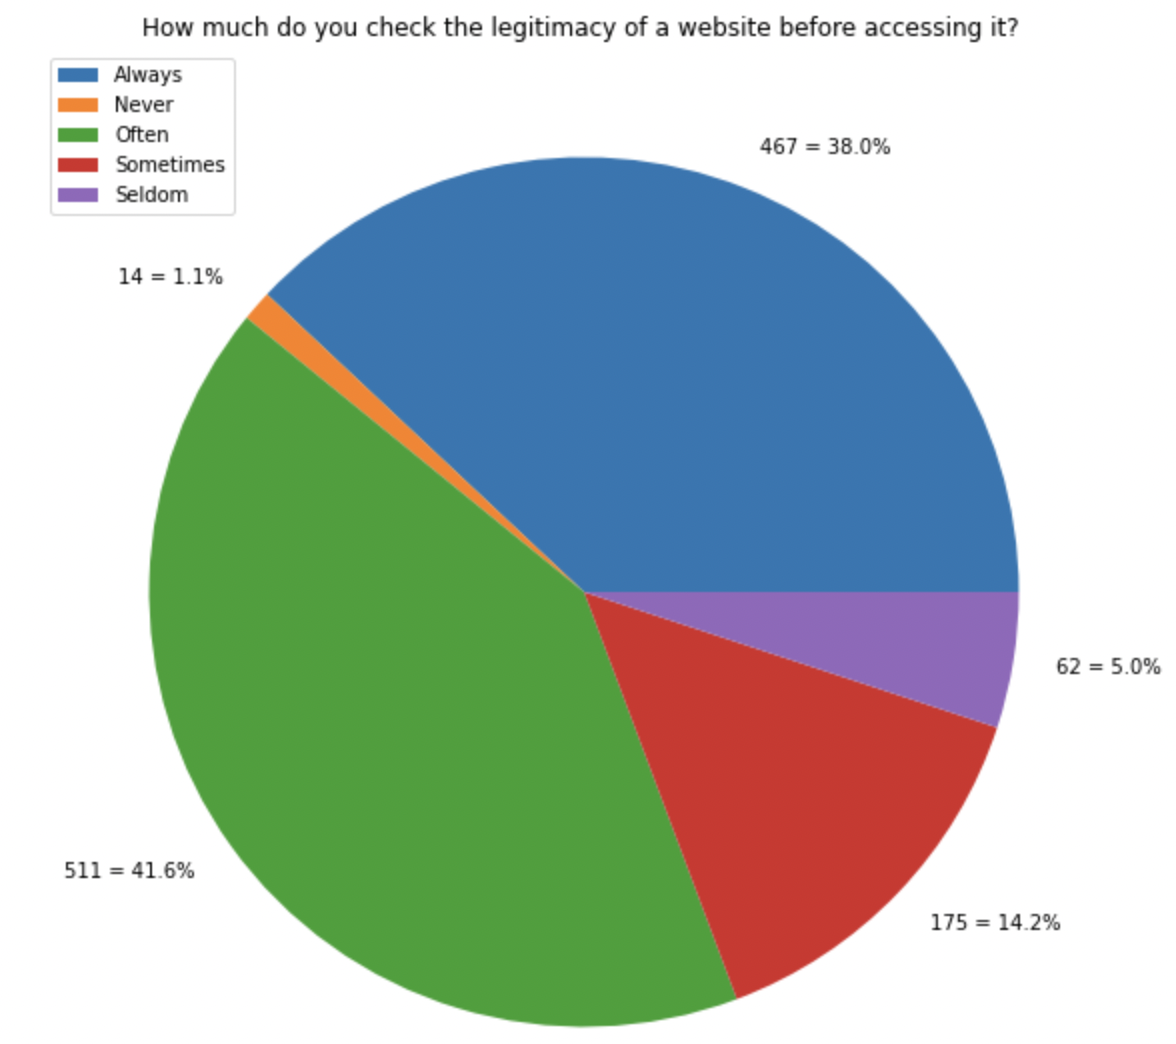 How much do you check the legitimacy of a website before accessing it?
Always
Never
Often
Sometimes
Seldom
467 = 38.0%
14 = 1.1%
62 = 5.0%
511 = 41.6%
175 = 14.2%